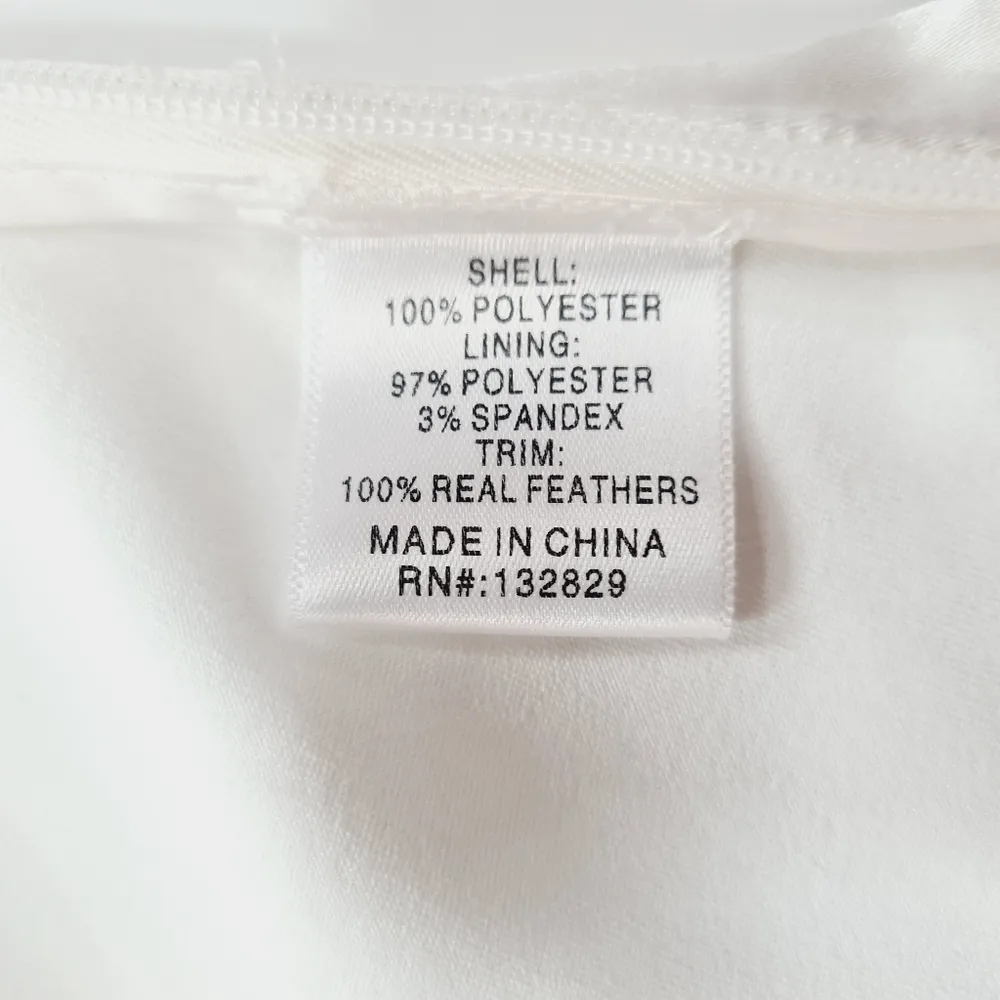 SHELL:
100% POLYESTER
LINING:
97% POLYESTER
3% SPANDEX
TRIM:
100% REAL FEATHERS
MADE IN CHINA
RN#:132829